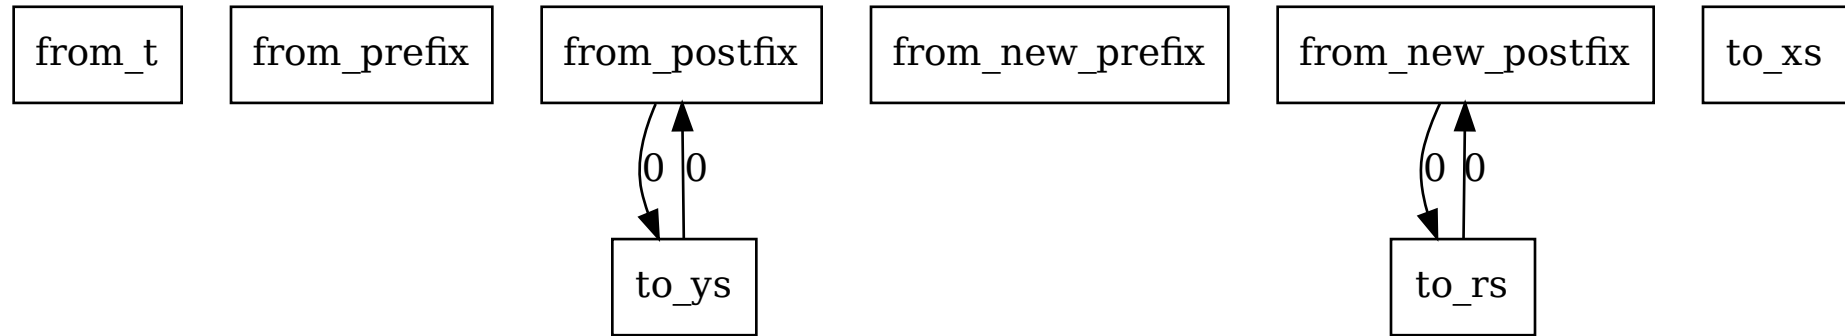 from_t
from_prefix
from_postfix
from_new_prefix
from_new_postfix
to_xs
0
0
0
0
to_ys
to_rs